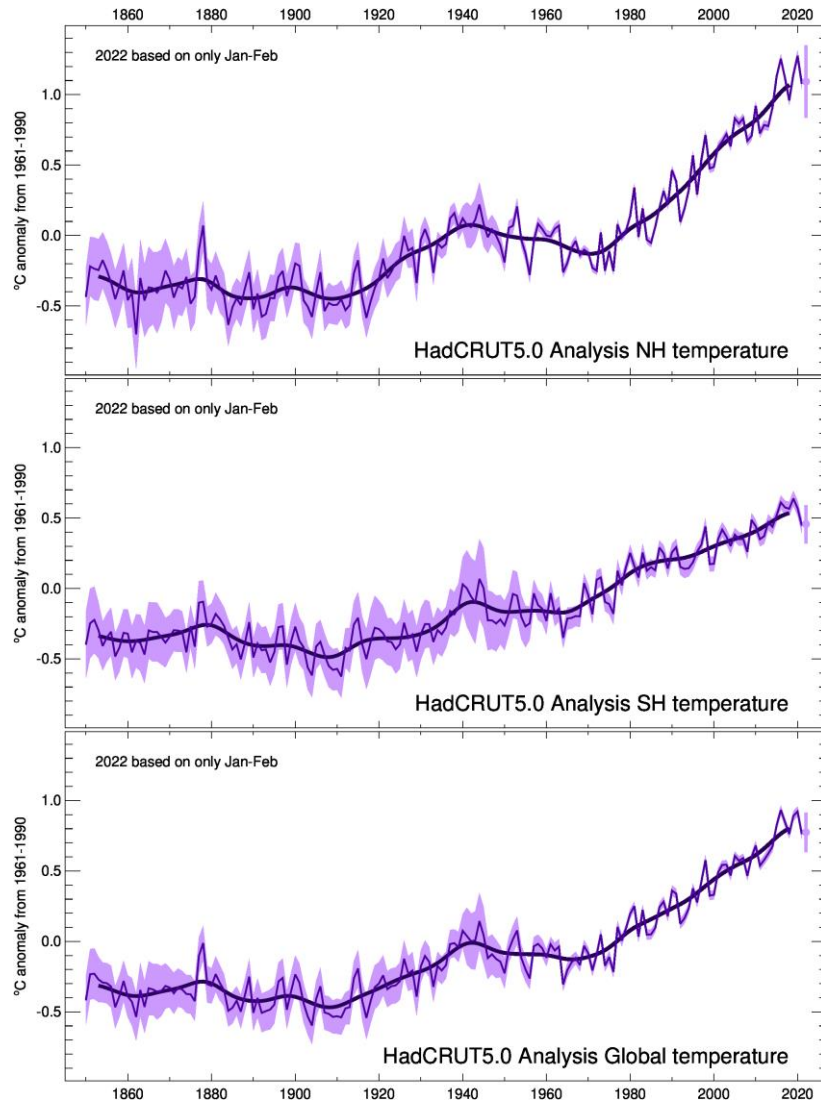 1860 1880 1900 1920 1940 1960 1980 2000 2020
2022 based on only Jan-Feb
ºC anomaly from 1961-1990
1.0
0.5
0.0
-0.5
HadCRUT5.0 Analysis NH temperature
2022 based on only Jan-Feb
ºC anomaly from 1961-1990
1.0
0.5
0.0
-0.5
HadCRUT5.0 Analysis SH temperature
2022 based on only Jan-Feb
ºC anomaly from 1961-1990
1.0
0.5
0.0
-0.5
HadCRUT5.0 Analysis Global temperature
1860 1880 1900 1920 1940 1960 1980 2000 2020